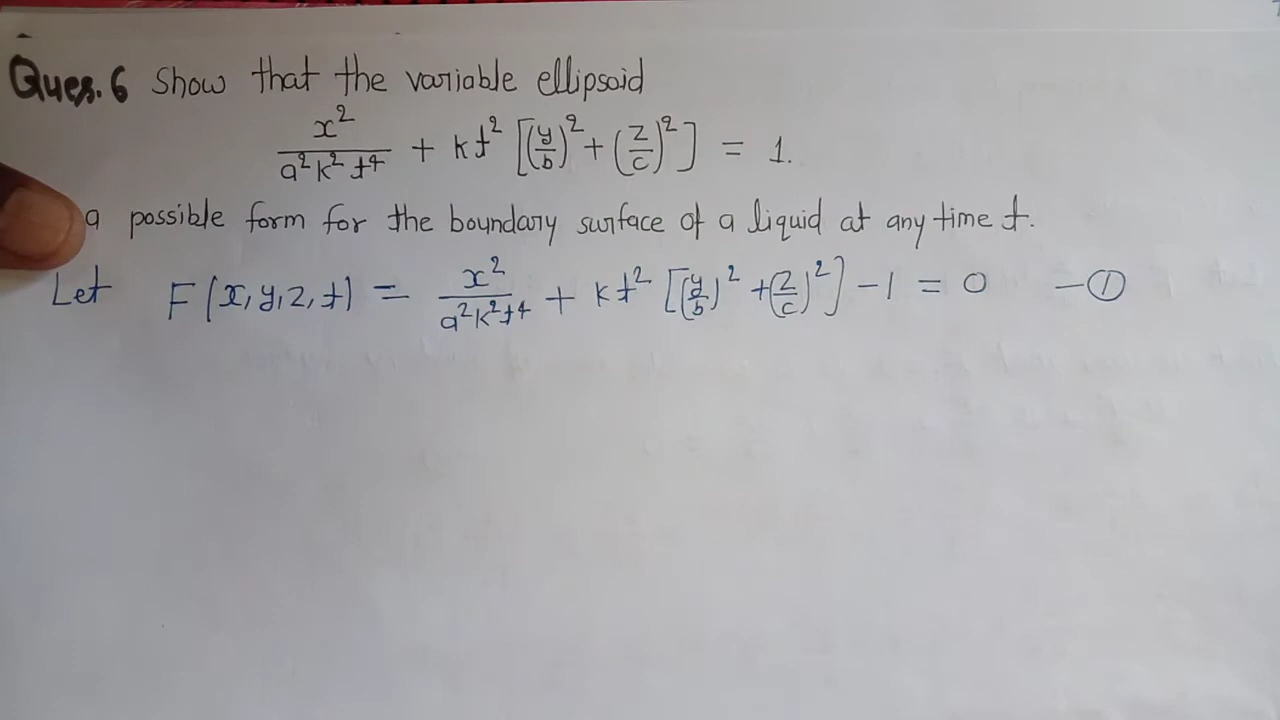 Ques. 6 Show that the variable ellipsoid
x²/(a²k²t⁴) + kt² [(y/b)² + (z/c)²] = 1.
a possible form for the boundary surface of a liquid at any time t.
Let F(x, y, z, t) = x²/(a²k²t⁴) + kt² [(y/b)² + (z/c)²] - 1 = 0 — ①